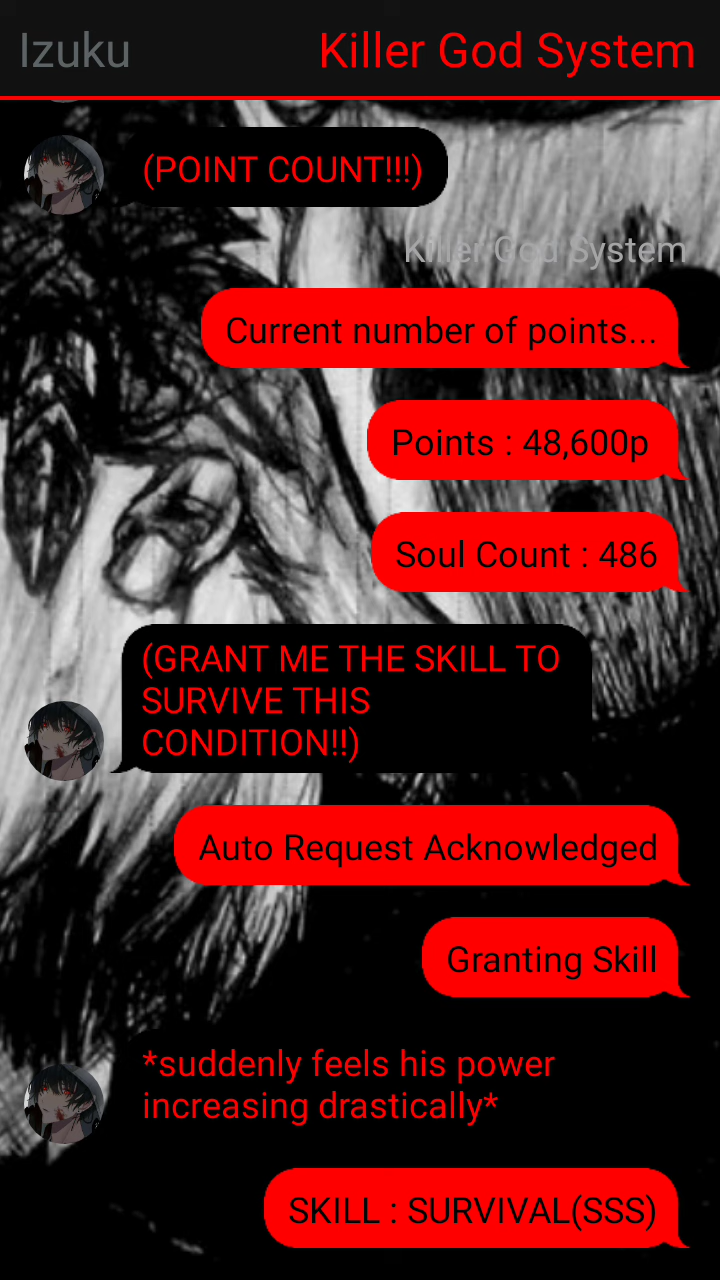 Izuku
Killer God System
(POINT COUNT!!!)
Killer God System
Current number of points...
Points : 48,600p
Soul Count : 486
(GRANT ME THE SKILL TO
SURVIVE THIS
CONDITION!!)
Auto Request Acknowledged
Granting Skill
*suddenly feels his power
increasing drastically*
SKILL : SURVIVAL(SSS)